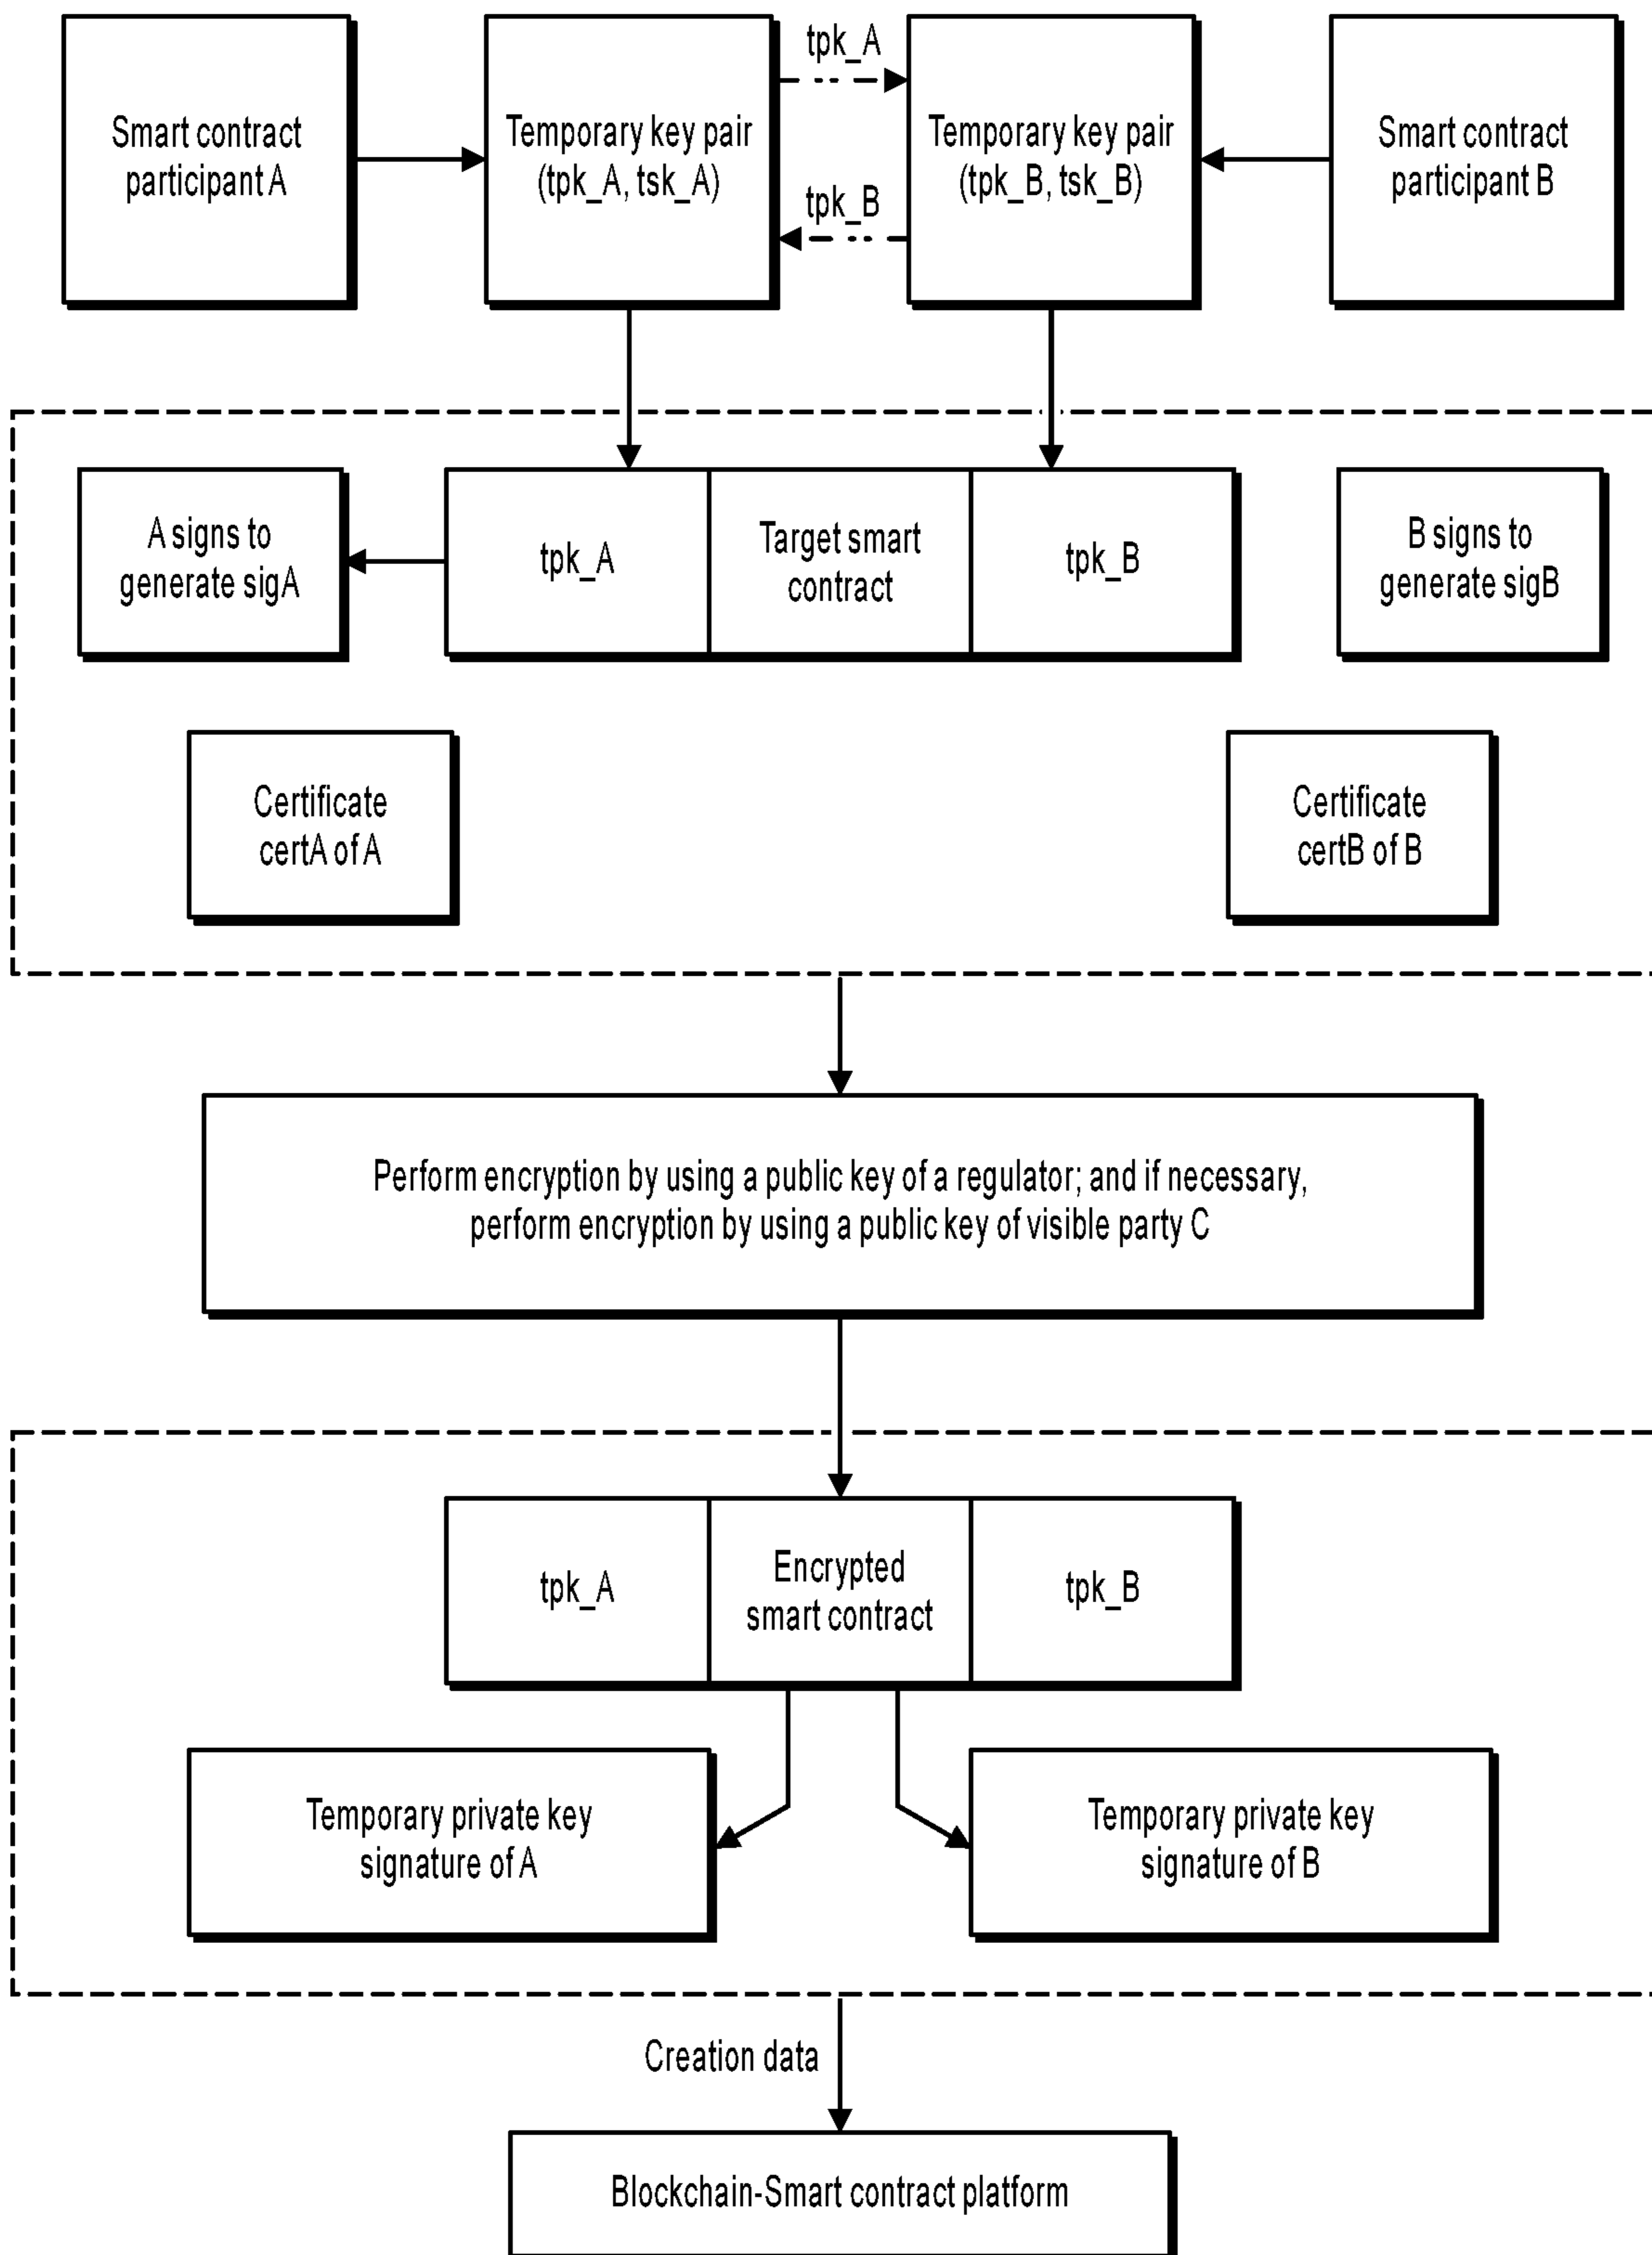 Smart contract
participant A
Temporary key pair
(tpk_A, tsk_A)
tpk_A
tpk_B
Temporary key pair
(tpk_B, tsk_B)
Smart contract
participant B
A signs to
generate sigA
tpk_A
Target smart
contract
tpk_B
B signs to
generate sigB
Certificate
certA of A
Certificate
certB of B
Perform encryption by using a public key of a regulator; and if necessary,
perform encryption by using a public key of visible party C
tpk_A
Encrypted
smart contract
tpk_B
Temporary private key
signature of A
Temporary private key
signature of B
Creation data
Blockchain-Smart contract platform